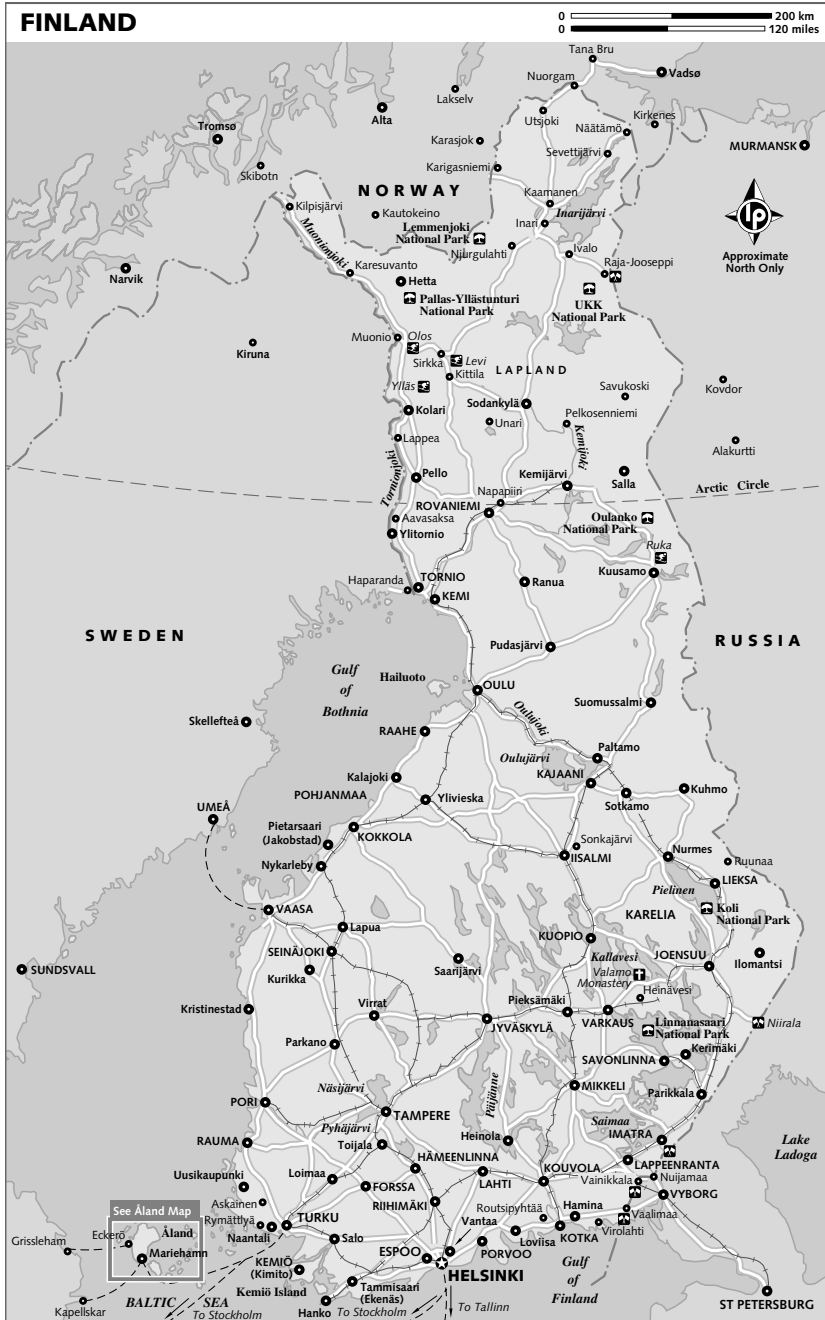 FINLAND
0 200 km
0 120 miles
Tana Bru
Vadsø
Nuorgam
Lakselv
Alta
Utsjoki
Kirkenes
Näätämö
Tromsø
Karasjok
MURMANSK
Sevettijärvi
Skibotn
Karigasniemi
NORWAY
Kaamanen
Kilpisjärvi
Kautokeino
Inarijärvi
Lemmenjoki
National Park
Inari
lp
Muonionjoki
Njurgulahti
Ivalo
Approximate
North Only
Karesuvanto
Raja-Jooseppi
Narvik
Hetta
Pallas-Yllästunturi
National Park
UKK
National Park
Muonio
Olos
Kiruna
Sirkka
Levi
Kittila
LAPLAND
Ylläs
Savukoski
Kovdor
Kolari
Sodankylä
Pelkosenniemi
Unari
Lappea
Kemijoki
Alakurtti
Tornionjoki
Pello
Kemijärvi
Salla
Arctic Circle
Napapiiri
ROVANIEMI
Aavasaksa
Oulanko
National Park
Ylitornio
Ruka
Haparanda
TORNIO
Ranua
Kuusamo
KEMI
SWEDEN
RUSSIA
Pudasjärvi
Gulf
of
Bothnia
Hailuoto
OULU
Suomussalmi
Oulujoki
Skellefteå
RAAHE
Oulujärvi
Paltamo
Kalajoki
KAJAANI
POHJANMAA
Ylivieska
Kuhmo
Sotkamo
UMEÅ
Pietarsaari
(Jakobstad)
KOKKOLA
Sonkajärvi
Nykarleby
IISALMI
Nurmes
Ruunaa
Pielinen
LIEKSA
VAASA
KARELIA
Koli
National Park
Lapua
KUOPIO
SEINÄJOKI
Kallavesi
JOENSUU
SUNDSVALL
Kurikka
Saarijärvi
Valamo
Monastery
Ilomantsi
Heinävesi
Kristinestad
Virrat
Pieksämäki
JYVÄSKYLÄ
VARKAUS
Linnanasaari
National Park
Niirala
Parkano
Kerimäki
SAVONLINNA
Näsijärvi
Päijänne
MIKKELI
Parikkala
PORI
TAMPERE
Saimaa
Pyhäjärvi
IMATRA
RAUMA
Toijala
Heinola
Lake
Ladoga
HÄMEENLINNA
LAPPEENRANTA
Uusikaupunki
Loimaa
LAHTI
KOUVOLA
Vainikkala
Nuijamaa
FORSSA
VYBORG
See Åland Map
Askainen
RIIHIMÄKI
Routsipyhtää
Hamina
Vaalimaa
Rymättlyä
TURKU
Vantaa
Grissleham
Eckerö
Åland
Naantali
Loviisa
KOTKA
Virolahti
Mariehamn
Salo
ESPOO
PORVOO
KEMIÖ
(Kimito)
HELSINKI
Gulf
of
Finland
Kemiö Island
Tammisaari
(Ekenäs)
Kapellskar
BALTIC SEA
Hanko
To Stockholm
To Stockholm
To Tallinn
ST PETERSBURG